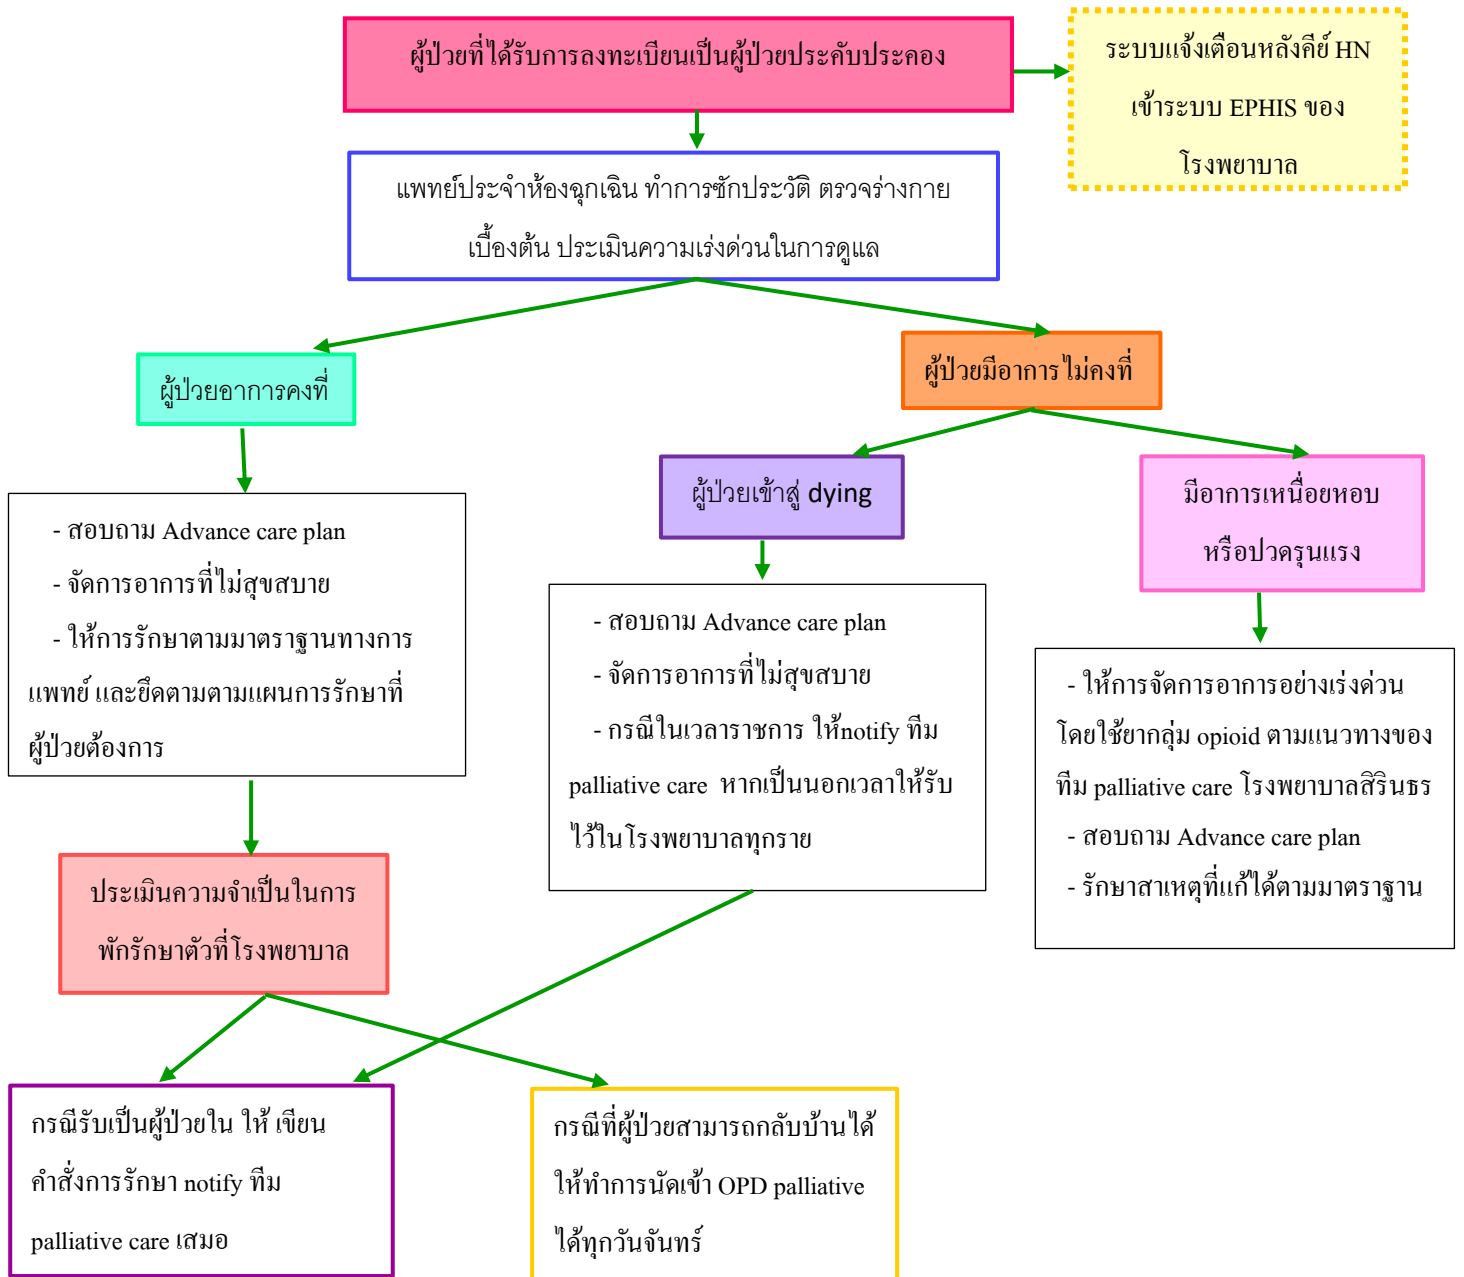 ผู้ป่วยที่ได้รับการลงทะเบียนเป็นผู้ป่วยประคับประคอง
ระบบแจ้งเตือนหลังคีย์ HN
เข้าระบบ EPHIS ของ
โรงพยาบาล
แพทย์ประจำห้องฉุกเฉิน ทำการซักประวัติ ตรวจร่างกาย
เบื้องต้น ประเมินความเร่งด่วนในการดูแล
ผู้ป่วยอาการคงที่
ผู้ป่วยมีอาการไม่คงที่
ผู้ป่วยเข้าสู่ dying
มีอาการเหนื่อยหอบ
หรือปวดรุนแรง
- สอบถาม Advance care plan
- จัดการอาการที่ไม่สุขสบาย
- ให้การรักษาตามมาตราฐานทางการ
แพทย์ และยึดตามตามแผนการรักษาที่
ผู้ป่วยต้องการ
- สอบถาม Advance care plan
- จัดการอาการที่ไม่สุขสบาย
- กรณีในเวลาราชการ ให้notify ทีม
palliative care หากเป็นนอกเวลาให้รับ
ไว้ในโรงพยาบาลทุกราย
- ให้การจัดการอาการอย่างเร่งด่วน
โดยใช้ยากลุ่ม opioid ตามแนวทางของ
ทีม palliative care โรงพยาบาลสิรินธร
- สอบถาม Advance care plan
- รักษาสาเหตุที่แก้ได้ตามมาตราฐาน
ประเมินความจำเป็นในการ
พักรักษาตัวที่โรงพยาบาล
กรณีรับเป็นผู้ป่วยใน ให้ เขียน
คำสั่งการรักษา notify ทีม
palliative care เสมอ
กรณีที่ผู้ป่วยสามารถกลับบ้านได้
ให้ทำการนัดเข้า OPD palliative
ได้ทุกวันจันทร์